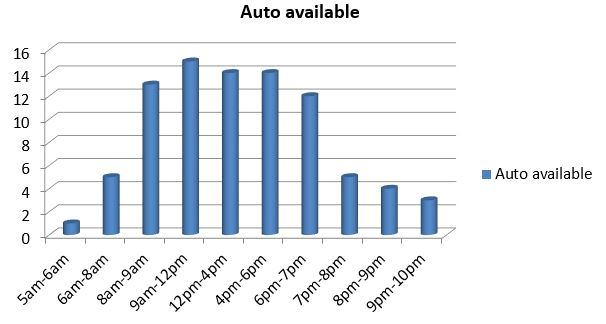 Auto available
16
14
12
10
8
6
4
2
0
5am-6am
6am-8am
8am-9am
9am-12pm
12pm-4pm
4pm-6pm
6pm-7pm
7pm-8pm
8pm-9pm
9pm-10pm
Auto available